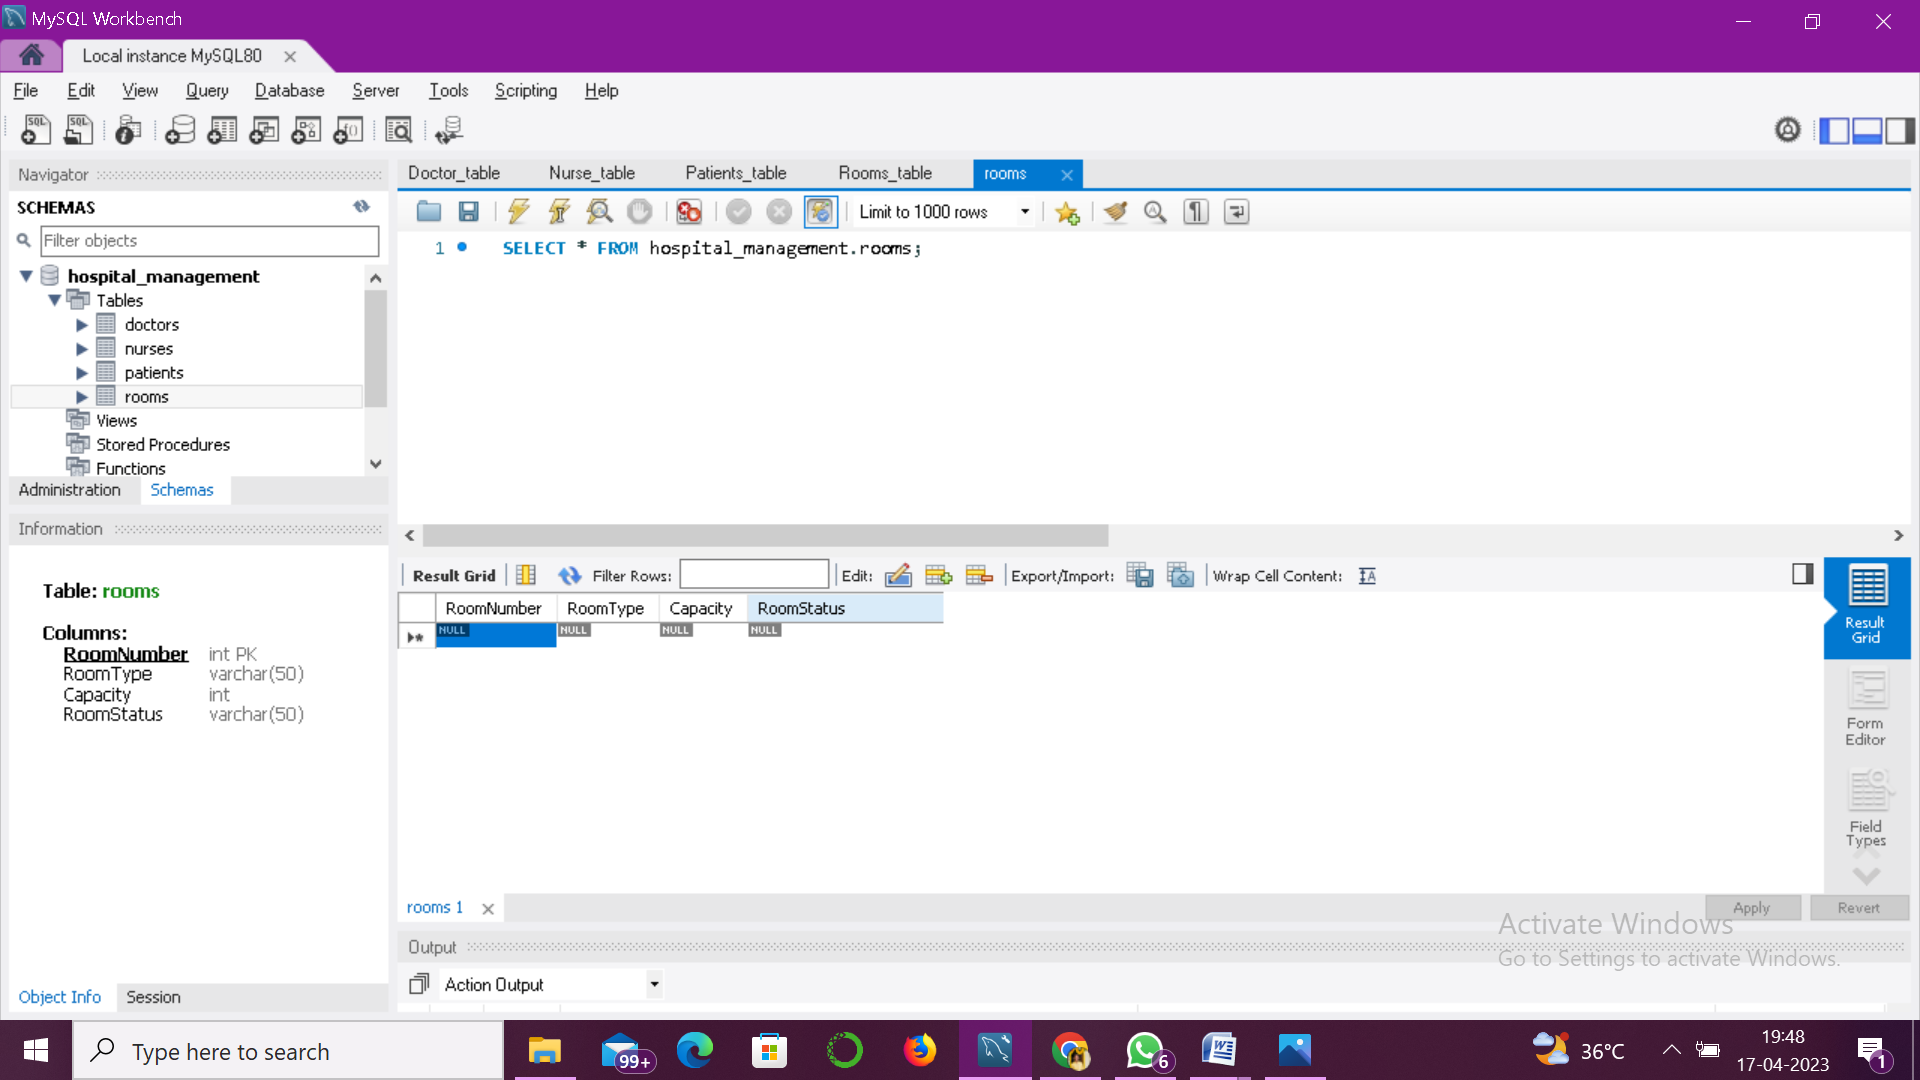 MySQL Workbench
Local instance MySQL80
File Edit View Query Database Server Tools Scripting Help
SQL SQL
Navigator
SCHEMAS
Filter objects
hospital_management
Tables
doctors
nurses
patients
rooms
Views
Stored Procedures
Functions
Administration Schemas
Information
Table: rooms
Columns:
RoomNumber int PK
RoomType varchar(50)
Capacity int
RoomStatus varchar(50)
Object Info Session
Doctor_table Nurse_table Patients_table Rooms_table rooms
Limit to 1000 rows
1 SELECT * FROM hospital_management.rooms;
Result Grid Filter Rows: Edit: Export/Import: Wrap Cell Content:
RoomNumber RoomType Capacity RoomStatus
NULL NULL NULL NULL
Result Grid
Form Editor
Field Types
rooms 1
Apply Revert
Activate Windows
Go to Settings to activate Windows.
Output
Action Output
Type here to search
99+
6
36°C
19:48
17-04-2023
1